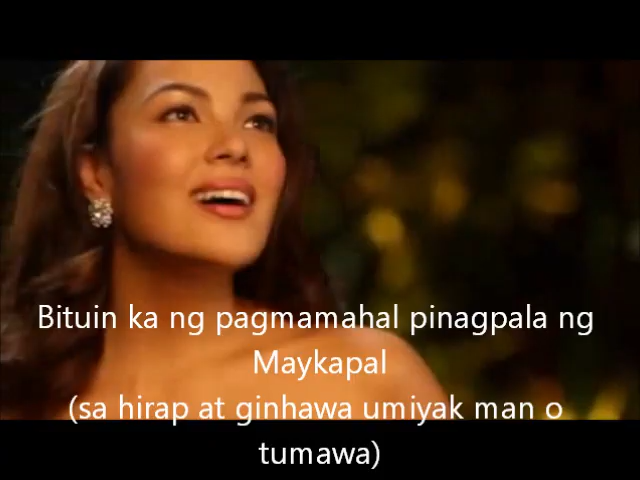 Bituin ka ng pagmamahal pinagpala ng
Maykapal
(sa hirap at ginhawa umiyak man o
tumawa)